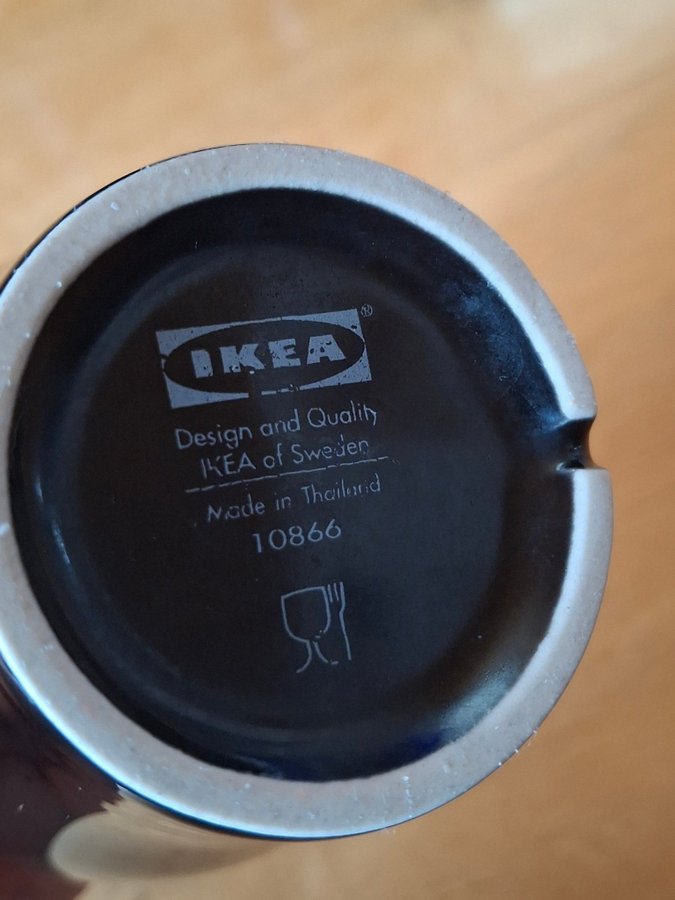 IKEA®
Design and Quality
IKEA of Sweden
Made in Thailand
10866